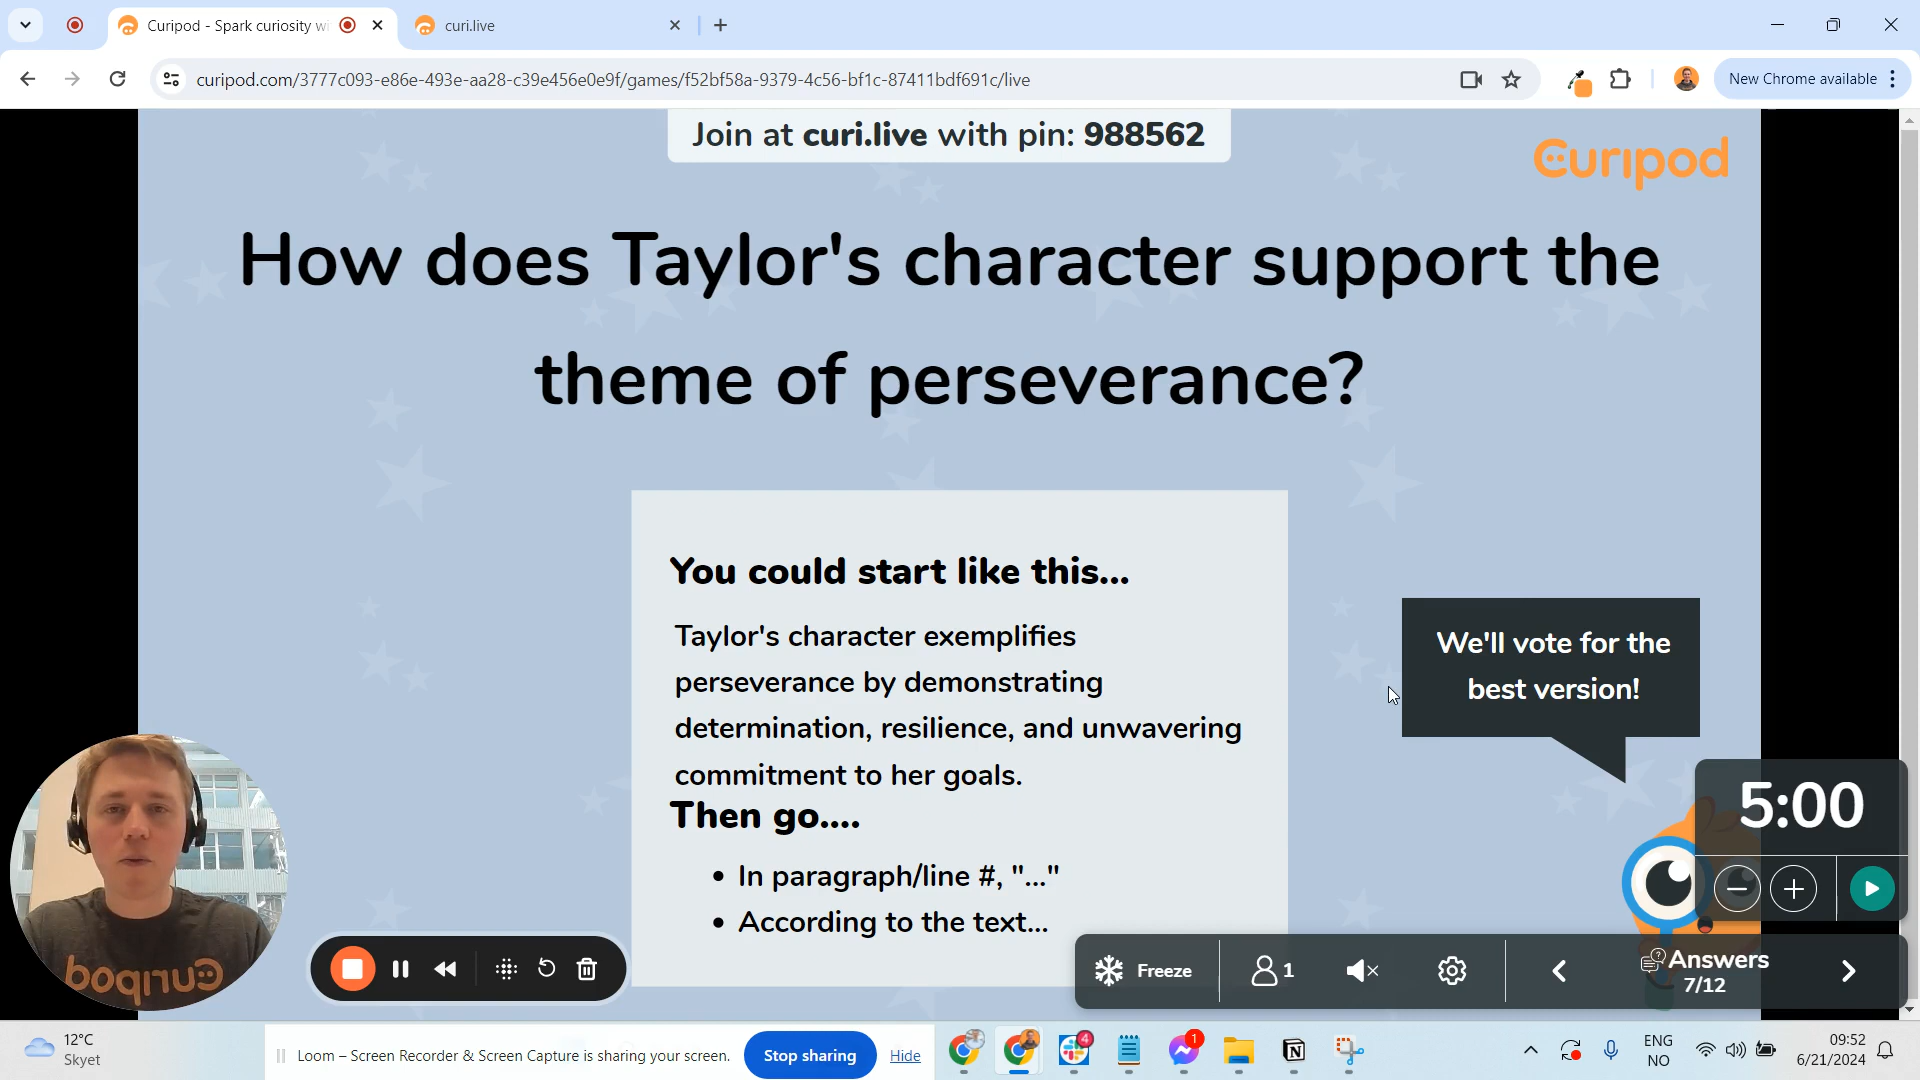 Curipod - Spark curiosity wi
curi.live
curipod.com/3777c093-e86e-493e-aa28-c39e456e0e9f/games/f52bf58a-9379-4c56-bf1c-87411bdf691c/live
New Chrome available
Join at curi.live with pin: 988562
Curipod
How does Taylor's character support the
theme of perseverance?
You could start like this...
Taylor's character exemplifies
perseverance by demonstrating
determination, resilience, and unwavering
commitment to her goals.
Then go....
• In paragraph/line #, "..."
• According to the text...
We'll vote for the
best version!
5:00
Curipod
Freeze
1
Answers
7/12
12°C
Skyet
Loom – Screen Recorder & Screen Capture is sharing your screen.
Stop sharing
Hide
4
1
ENG
NO
09:52
6/21/2024